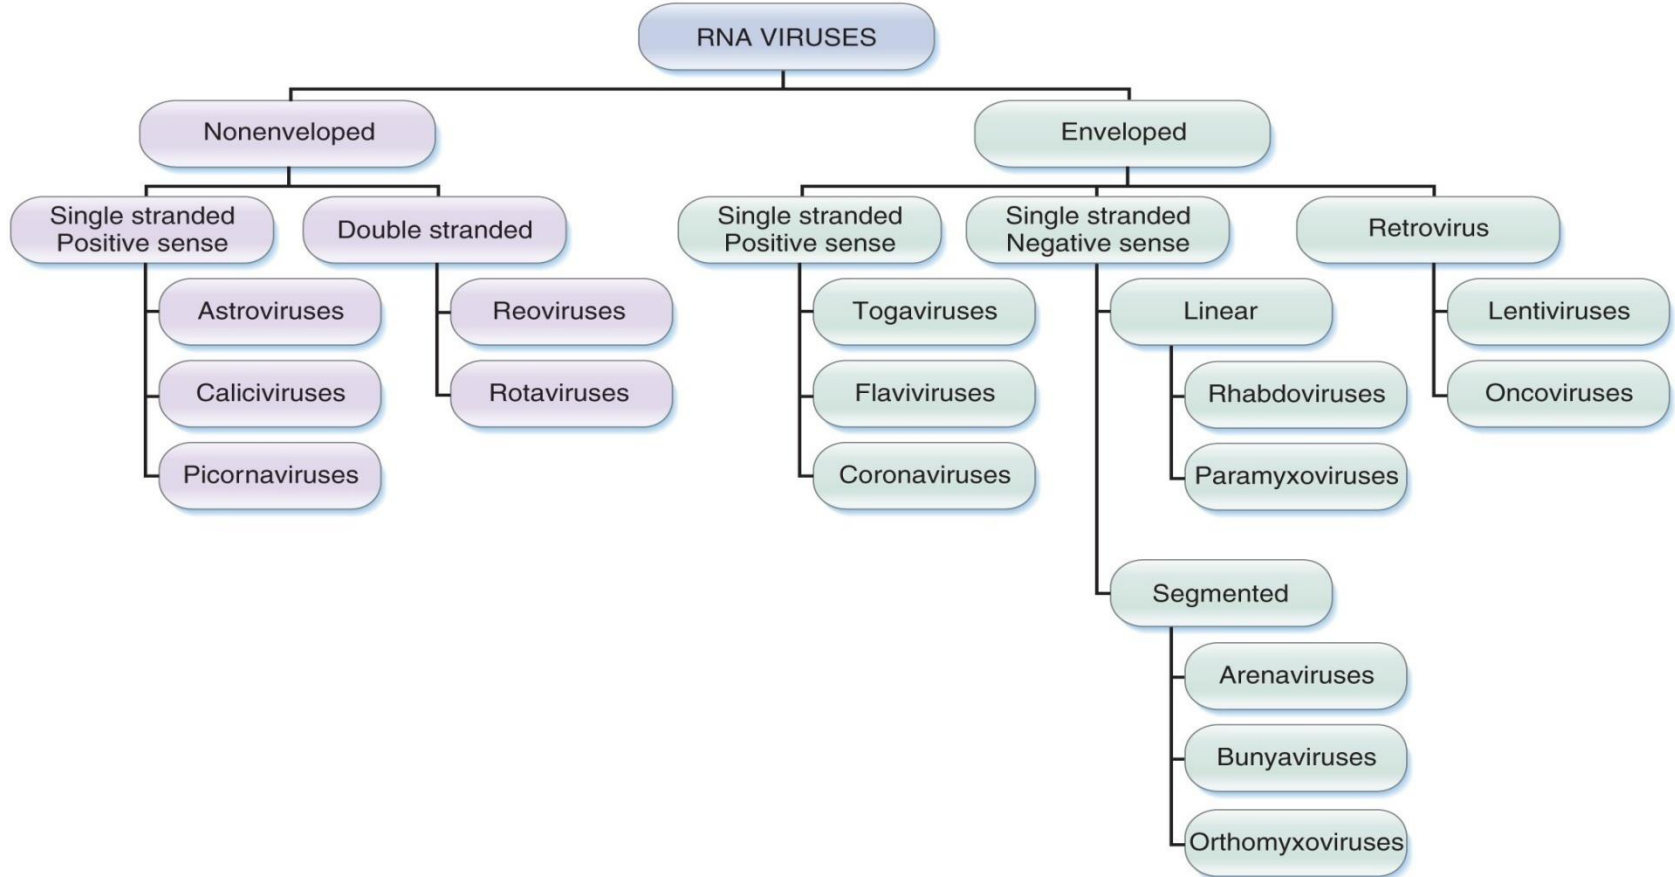 RNA VIRUSES
Nonenveloped
Enveloped
Single stranded
Positive sense
Double stranded
Single stranded
Positive sense
Single stranded
Negative sense
Retrovirus
Astroviruses
Reoviruses
Togaviruses
Linear
Lentiviruses
Caliciviruses
Rotaviruses
Flaviviruses
Rhabdoviruses
Oncoviruses
Picornaviruses
Coronaviruses
Paramyxoviruses
Segmented
Arenaviruses
Bunyaviruses
Orthomyxoviruses